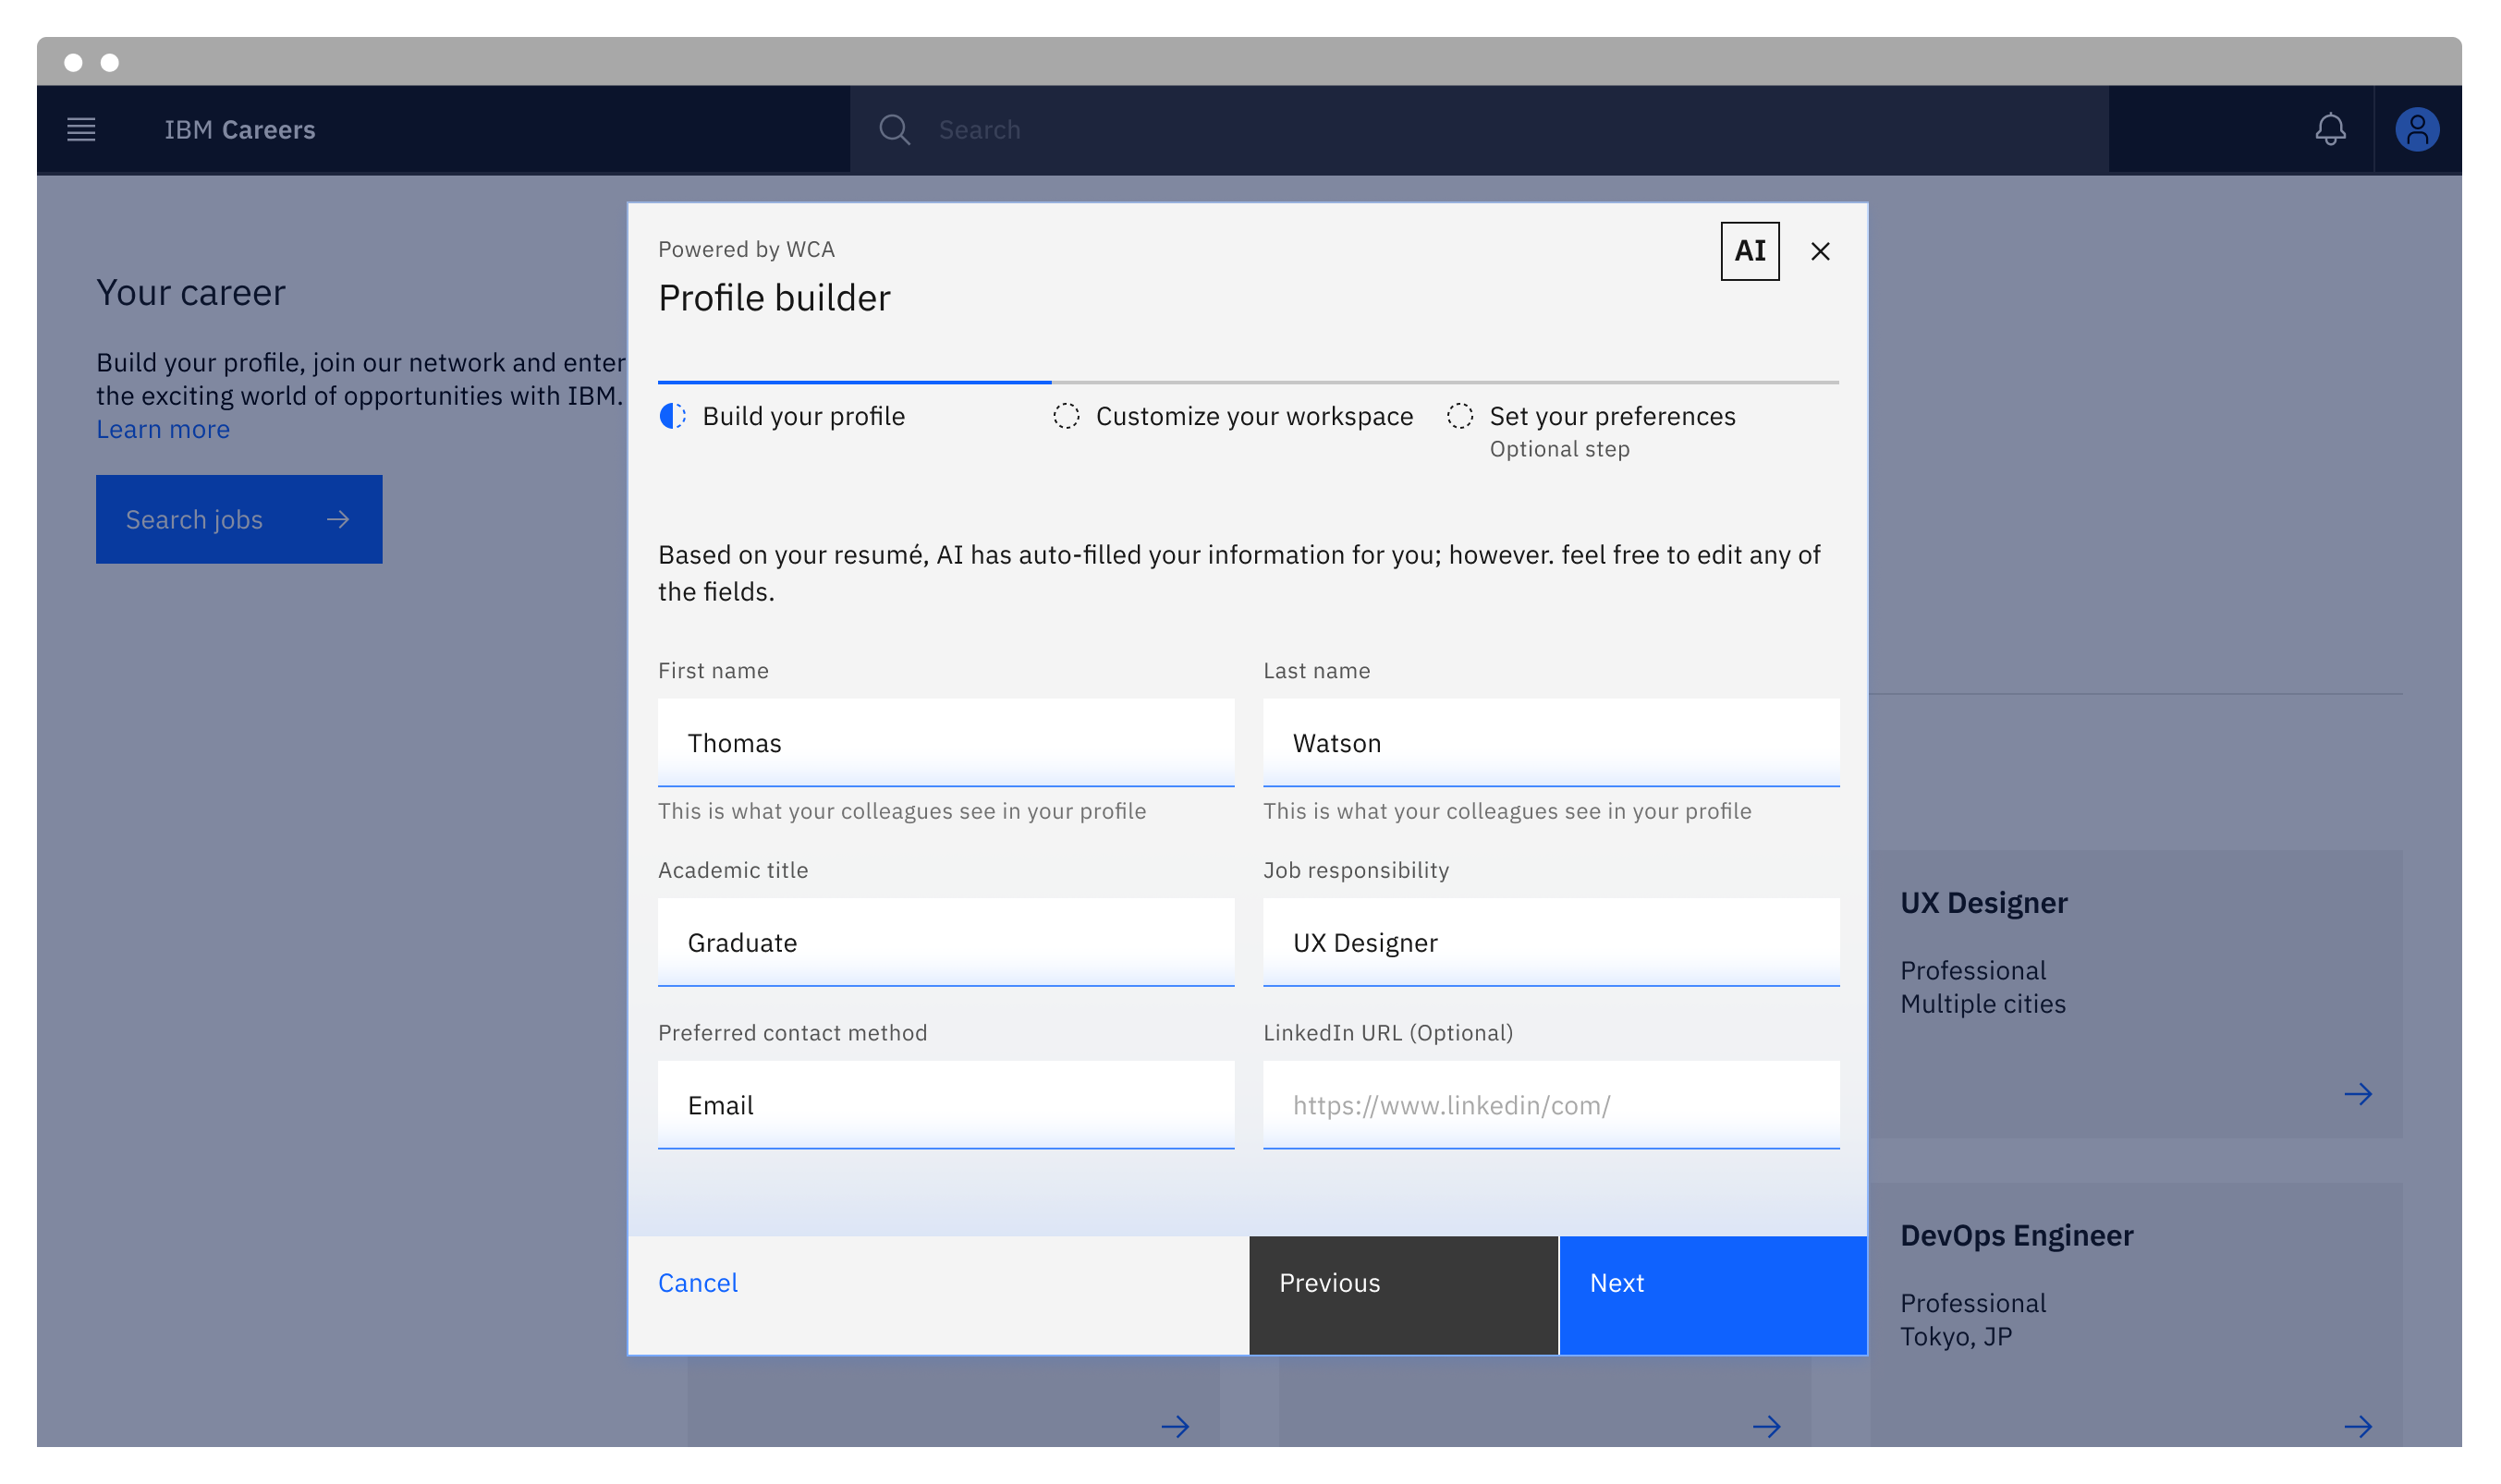 IBM Careers
Search
Your career
Build your profile, join our network and enter
the exciting world of opportunities with IBM.
Learn more
Search jobs
Powered by WCA
AI
Profile builder
Build your profile
Customize your workspace
Set your preferences
Optional step
Based on your resumé, AI has auto-filled your information for you; however. feel free to edit any of
the fields.
First name
Last name
Thomas
Watson
This is what your colleagues see in your profile
This is what your colleagues see in your profile
Academic title
Job responsibility
Graduate
UX Designer
Preferred contact method
LinkedIn URL (Optional)
Email
https://www.linkedin/com/
Cancel
Previous
Next
UX Designer
Professional
Multiple cities
DevOps Engineer
Professional
Tokyo, JP